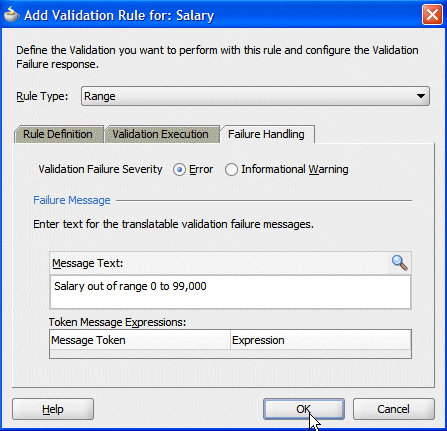 Add Validation Rule for: Salary
Define the Validation you want to perform with this rule and configure the Validation
Failure response.
Rule Type: Range
Rule Definition Validation Execution Failure Handling
Validation Failure Severity Error Informational Warning
Failure Message
Enter text for the translatable validation failure messages.
Message Text:
Salary out of range 0 to 99,000
Token Message Expressions:
Message Token Expression
Help OK Cancel